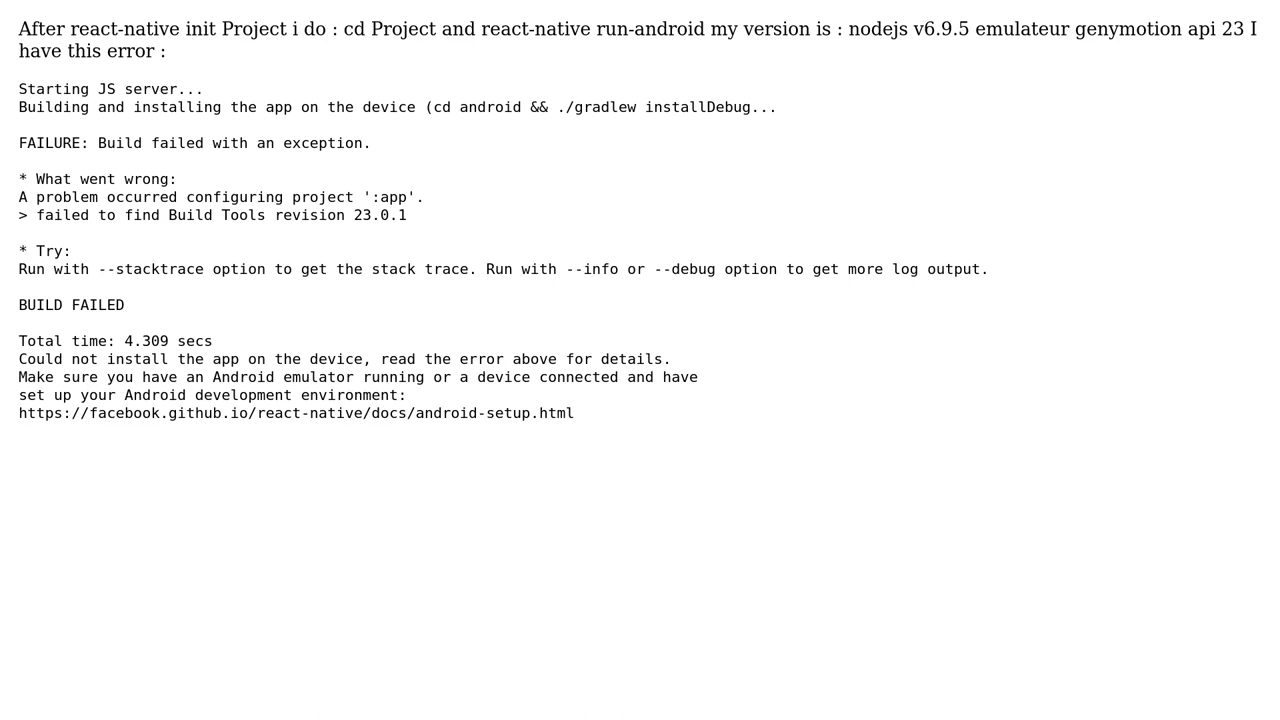 After react-native init Project i do : cd Project and react-native run-android my version is : nodejs v6.9.5 emulateur genymotion api 23 I
have this error :
Starting JS server...
Building and installing the app on the device (cd android && ./gradlew installDebug...
FAILURE: Build failed with an exception.
* What went wrong:
A problem occurred configuring project ':app'.
> failed to find Build Tools revision 23.0.1
* Try:
Run with --stacktrace option to get the stack trace. Run with --info or --debug option to get more log output.
BUILD FAILED
Total time: 4.309 secs
Could not install the app on the device, read the error above for details.
Make sure you have an Android emulator running or a device connected and have
set up your Android development environment:
https://facebook.github.io/react-native/docs/android-setup.html